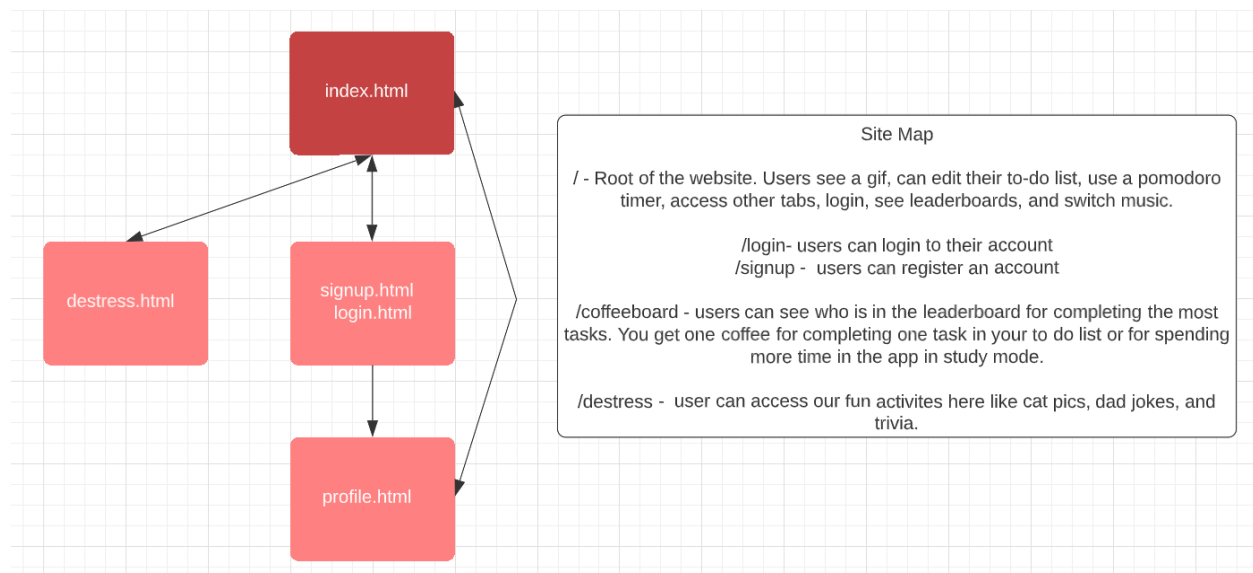 index.html
destress.html
signup.html
login.html
profile.html
Site Map
/ - Root of the website. Users see a gif, can edit their to-do list, use a pomodoro
timer, access other tabs, login, see leaderboards, and switch music.
/login- users can login to their account
/signup -  users can register an account
/coffeeboard - users can see who is in the leaderboard for completing the most
tasks. You get one coffee for completing one task in your to do list or for spending
more time in the app in study mode.
/destress -  user can access our fun activites here like cat pics, dad jokes, and
trivia.